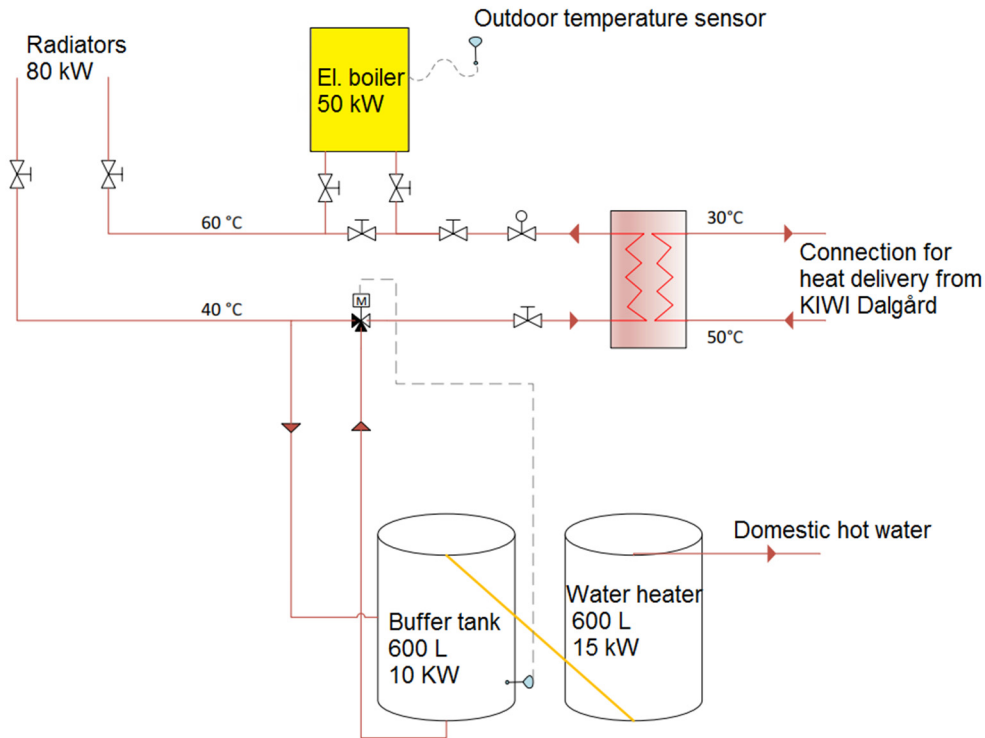 Outdoor temperature sensor
Radiators
80 kW
El. boiler
50 kW
60 °C
30°C
Connection for
heat delivery from
KIWI Dalgård
40 °C
M
50°C
Domestic hot water
Buffer tank
600 L
10 KW
Water heater
600 L
15 kW